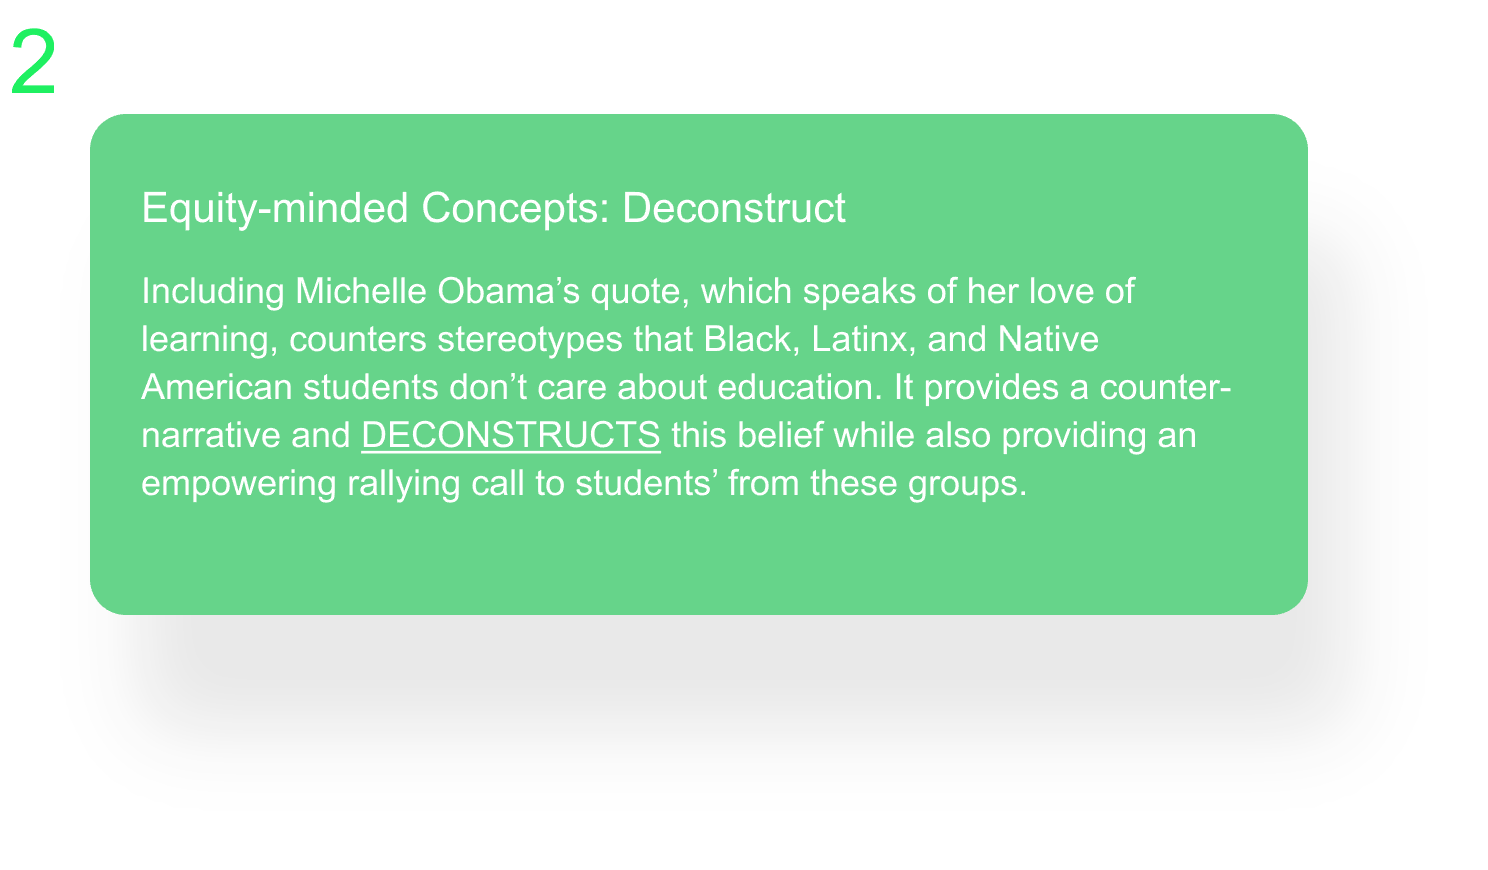 2
Equity-minded Concepts: Deconstruct
Including Michelle Obama’s quote, which speaks of her love of
learning, counters stereotypes that Black, Latinx, and Native
American students don’t care about education. It provides a counter-
narrative and DECONSTRUCTS this belief while also providing an
empowering rallying call to students’ from these groups.